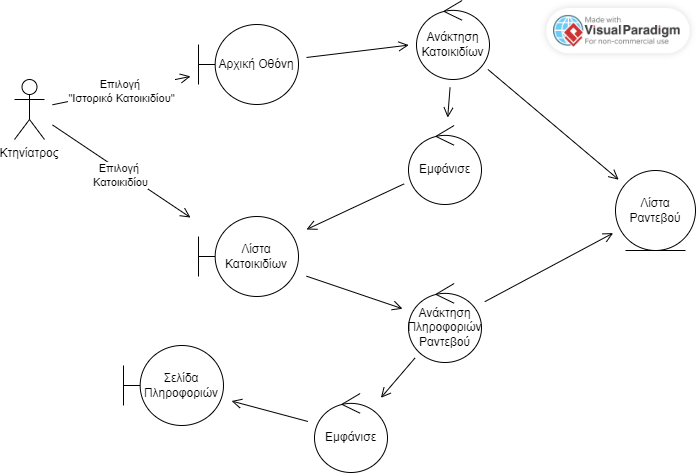 Made with
Visual Paradigm
For non-commercial use
Ανάκτηση
Κατοικιδίων
Αρχική Οθόνη
Επιλογή
"Ιστορικό Κατοικιδίου"
Κτηνίατρος
Εμφάνισε
Επιλογή
Κατοικιδίου
Λίστα
Ραντεβού
Λίστα
Κατοικιδίων
Ανάκτηση
Πληροφοριών
Ραντεβού
Σελίδα
Πληροφοριών
Εμφάνισε